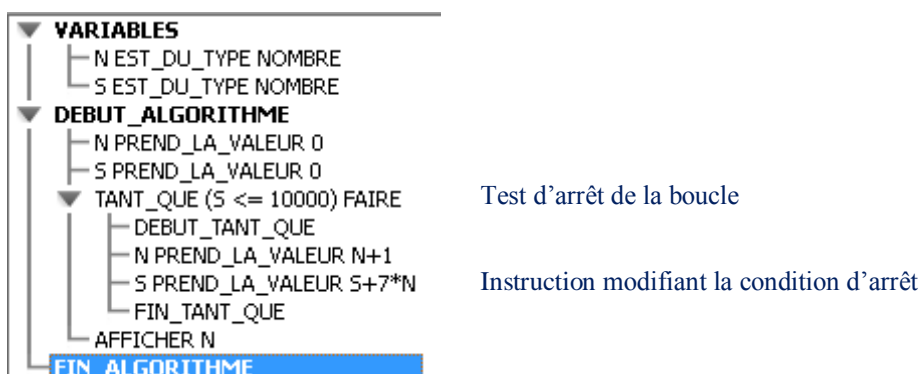 VARIABLES
N EST_DU_TYPE NOMBRE
S EST_DU_TYPE NOMBRE
DEBUT_ALGORITHME
N PREND_LA_VALEUR 0
S PREND_LA_VALEUR 0
TANT_QUE (S <= 10000) FAIRE Test d’arrêt de la boucle
DEBUT_TANT_QUE
N PREND_LA_VALEUR N+1
S PREND_LA_VALEUR S+7*N Instruction modifiant la condition d’arrêt
FIN_TANT_QUE
AFFICHER N
FIN_ALGORITHME